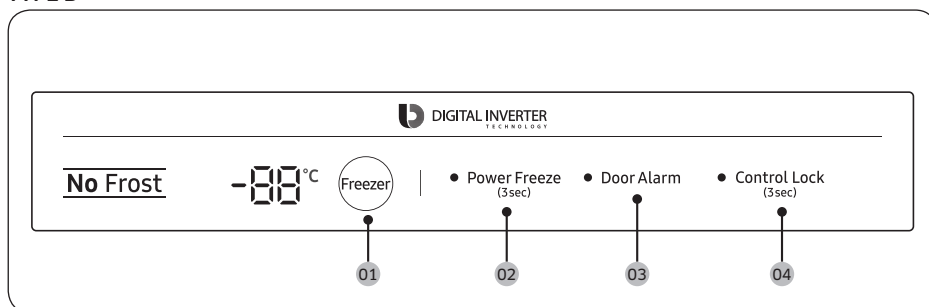 DIGITAL INVERTER
TECHNOLOGY
No Frost
-88°C
Freezer
Power Freeze
(3sec)
Door Alarm
Control Lock
(3sec)
01
02
03
04